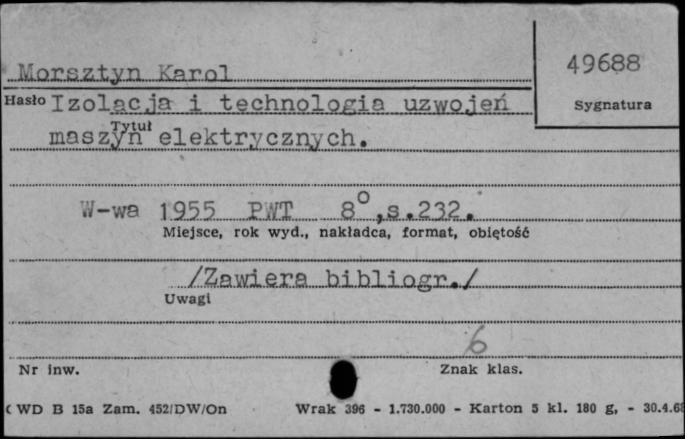 Morsztyn Karol
49688
Hasło
Sygnatura
Izolacja i technologia uzwojeń
Tytuł
maszyn elektrycznych.
W-wa 1955 PWT 8°,s.232.
Miejsce, rok wyd., nakładca, format, obiętość
/Zawiera bibliogr./
Uwagi
6
Nr inw.
Znak klas.
WD B 15a Zam. 452/DW/On
Wrak 396 - 1.730.000 - Karton 5 kl. 180 g, - 30.4.68